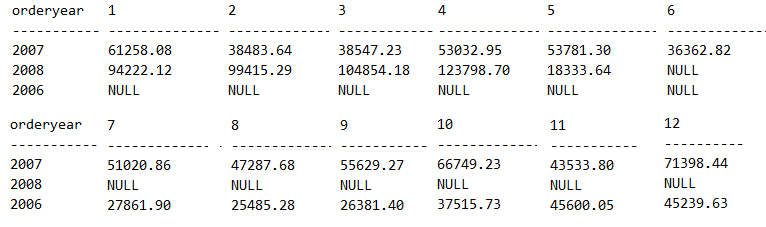 orderyear 1 2 3 4 5 6
----------- ----------- ----------- ----------- ----------- ----------- -----------
2007 61258.08 38483.64 38547.23 53032.95 53781.30 36362.82
2008 94222.12 99415.29 104854.18 123798.70 18333.64 NULL
2006 NULL NULL NULL NULL NULL NULL
orderyear 7 8 9 10 11 12
----------- ----------- ----------- ----------- ----------- ----------- ----------
2007 51020.86 47287.68 55629.27 66749.23 43533.80 71398.44
2008 NULL NULL NULL NULL NULL NULL
2006 27861.90 25485.28 26381.40 37515.73 45600.05 45239.63